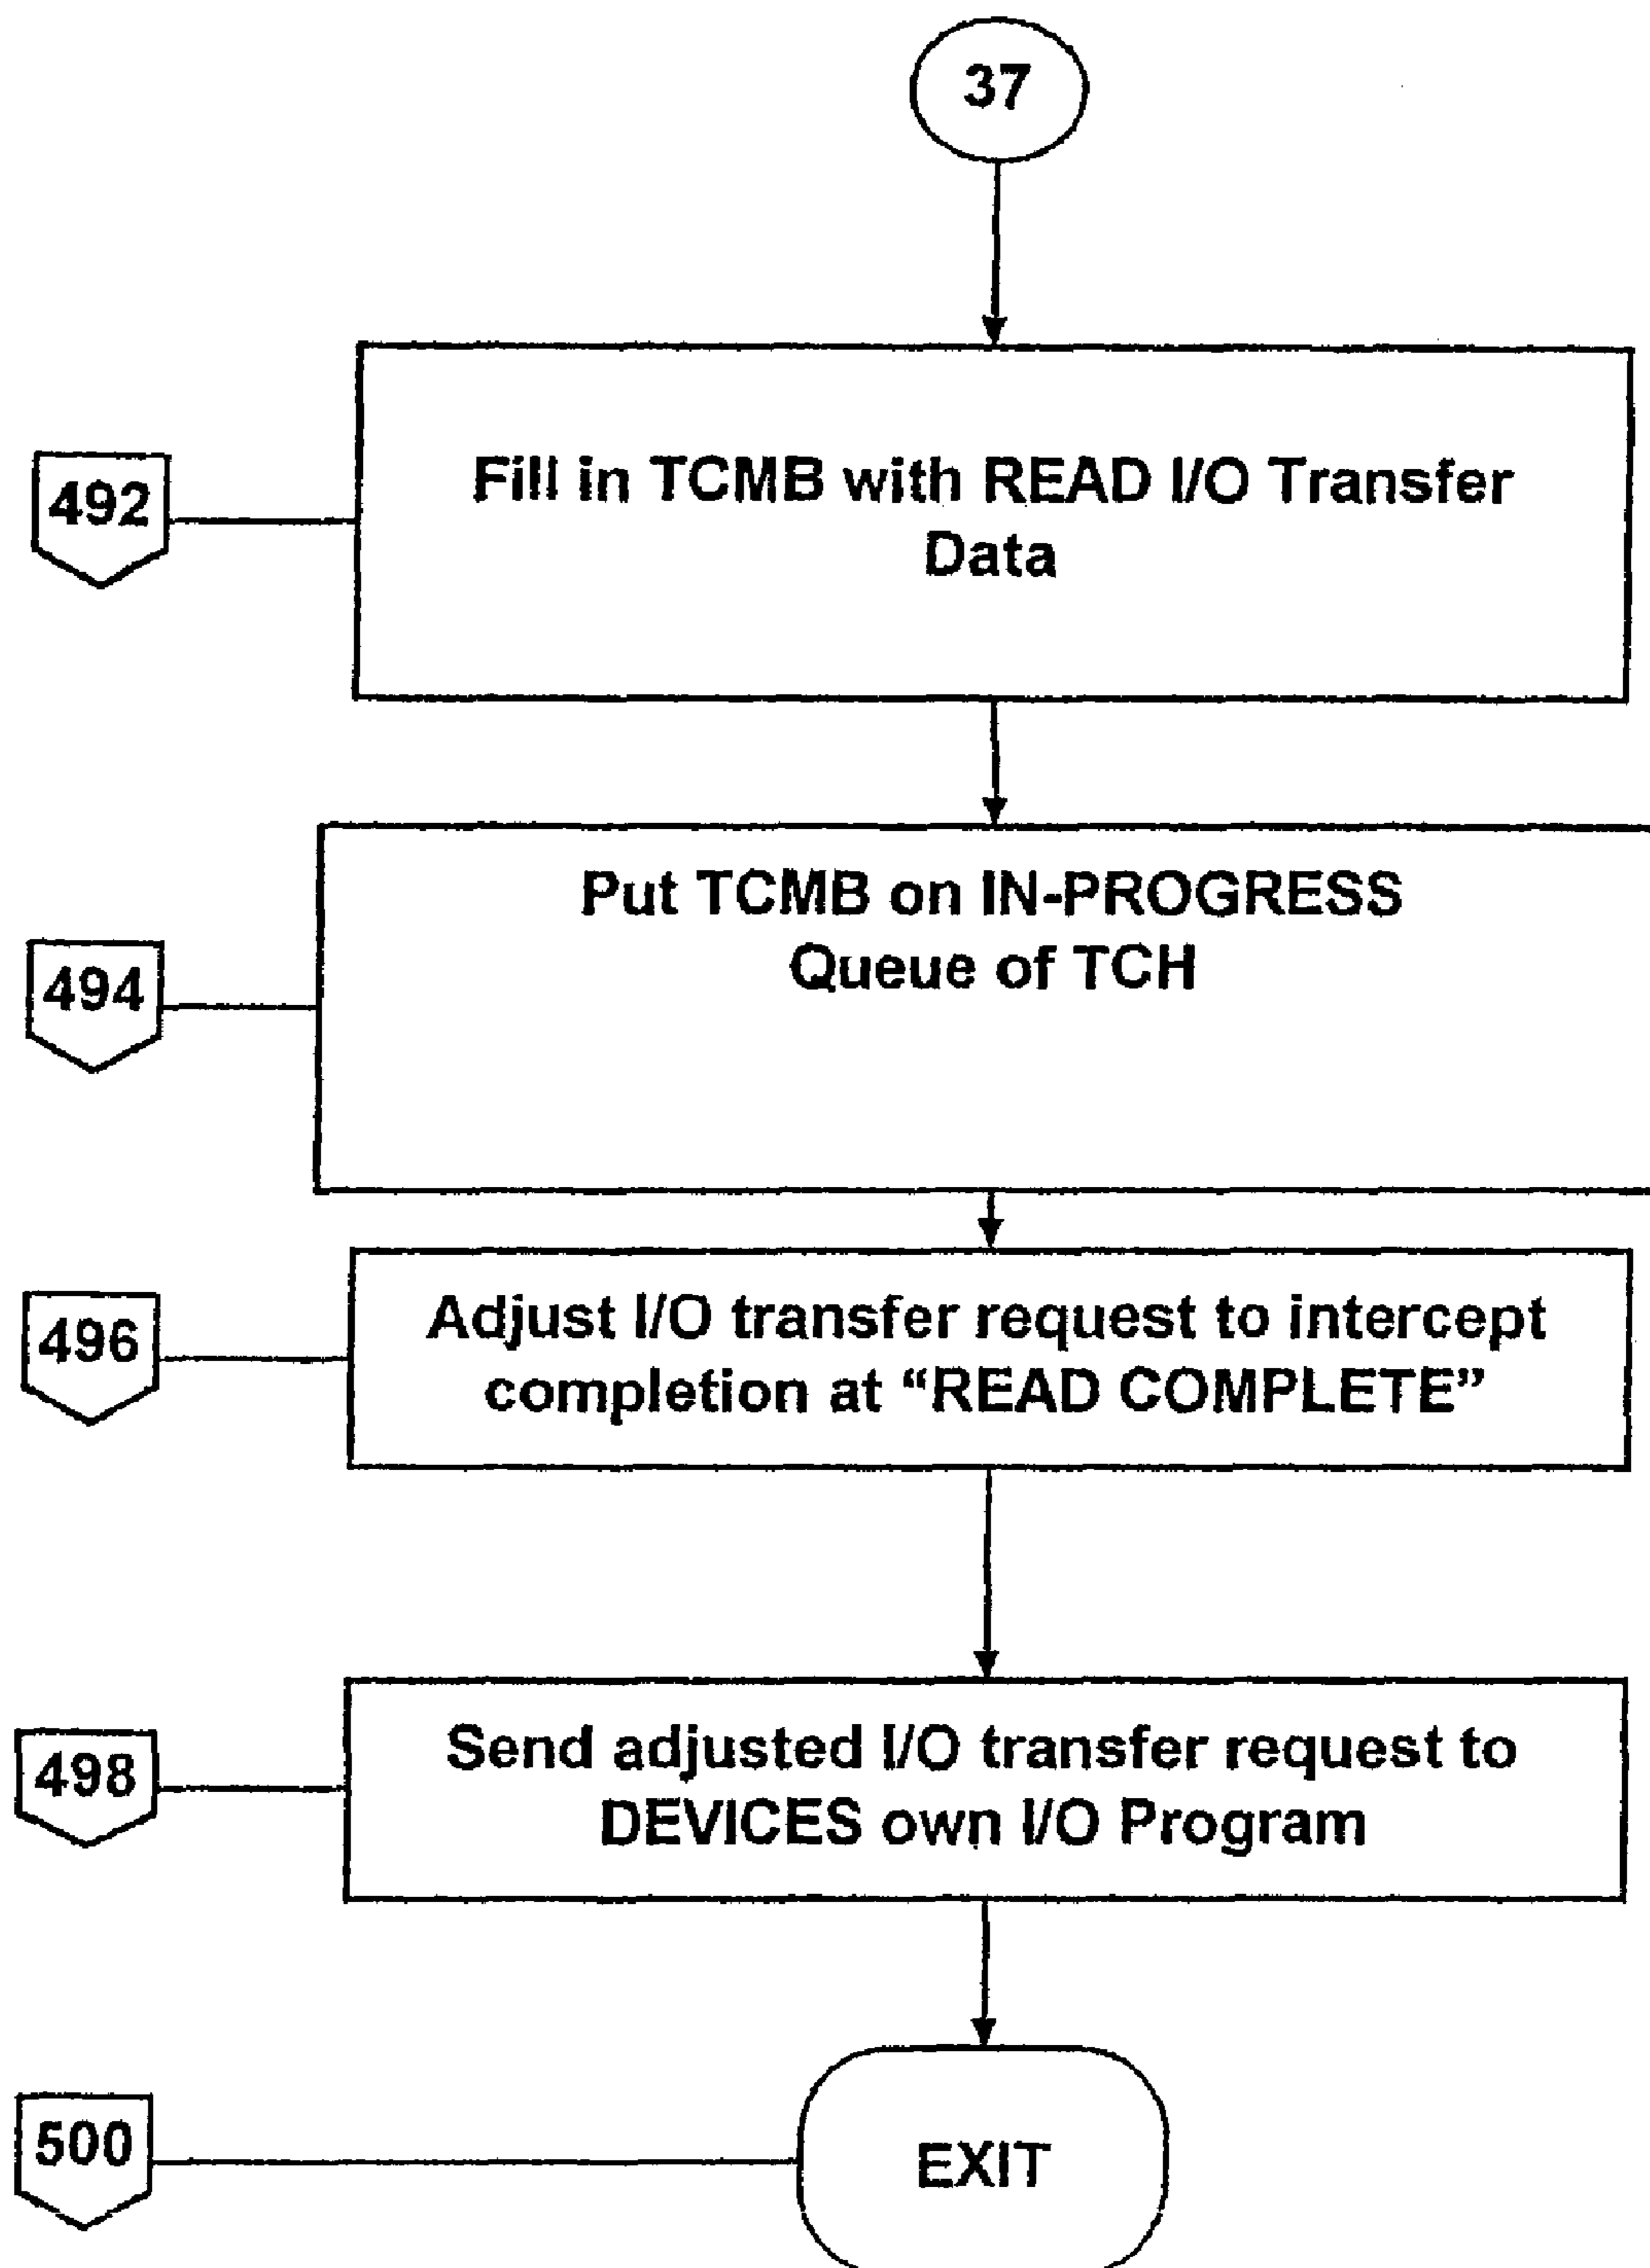 37
492
Fill in TCMB with READ I/O Transfer
Data
494
Put TCMB on IN-PROGRESS
Queue of TCH
496
Adjust I/O transfer request to intercept
completion at “READ COMPLETE”
498
Send adjusted I/O transfer request to
DEVICES own I/O Program
500
EXIT